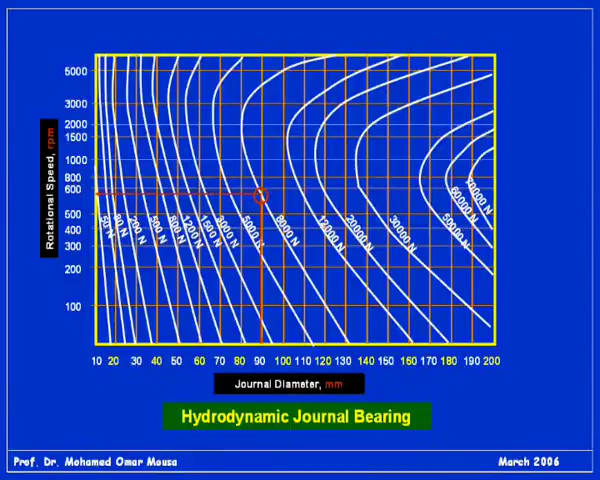 5000
3000
2000
1500
1000
800
600
500
400
300
200
100
Rotational Speed, rpm
50 N
80 N
200 N
500 N
800 N
1200 N
1500 N
3000 N
5000 N
8000 N
12000 N
20000 N
30000 N
50000 N
60000 N
70000 N
10 20 30 40 50 60 70 80 90 100 110 120 130 140 150 160 170 180 190 200
Journal Diameter, mm
Hydrodynamic Journal Bearing
Prof. Dr. Mohamed Omar Mousa
March 2006